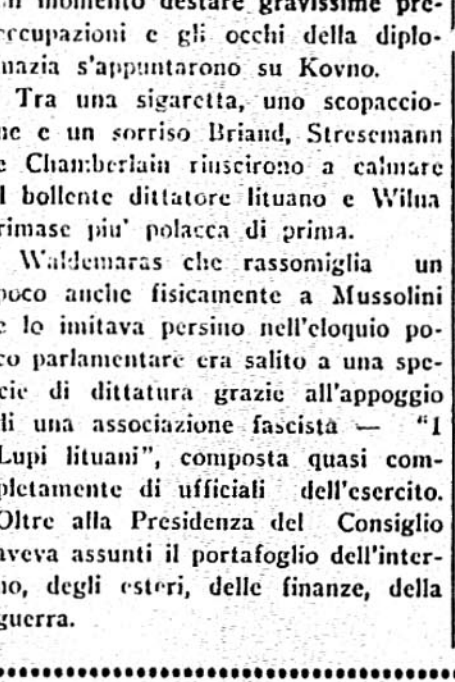 momento destare gravissime pre-
ccupazioni e gli occhi della diplo-
mazia s'appuntarono su Kovno.
Tra una sigaretta, uno scopaccio-
ne e un sorriso Briand, Stresemann
e Chamberlain riuscirono a calmare
l bollente dittatore lituano e Wilna
rimase piu' polacca di prima.
Waldemaras che rassomiglia un
poco anche fisicamente a Mussolini
e lo imitava persino nell'eloquio po-
co parlamentare era salito a una spe-
cie di dittatura grazie all'appoggio
di una associazione fascista — "I
Lupi lituani", composta quasi com-
pletamente di ufficiali dell'esercito.
Oltre alla Presidenza del Consiglio
aveva assunti il portafoglio dell'inter-
no, degli esteri, delle finanze, della
guerra.